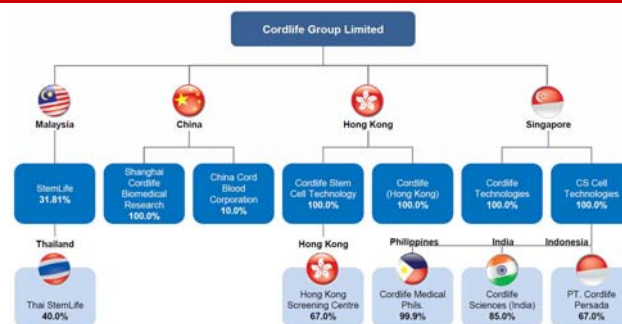 Cordlife Group Limited
Malaysia
China
Hong Kong
Singapore
StemLife
31.81%
Shanghai
Cordlife
Biomedical
Research
100.0%
China Cord
Blood
Corporation
10.0%
Cordlife Stem
Cell Technology
100.0%
Cordlife
(Hong Kong)
100.0%
Cordlife
Technologies
100.0%
CS Cell
Technologies
100.0%
Thailand
Hong Kong
Philippines
India
Indonesia
Thai StemLife
40.0%
Hong Kong
Screening Centre
67.0%
Cordlife Medical
Phils.
99.9%
Cordlife
Sciences (India)
85.0%
PT. Cordlife
Persada
67.0%